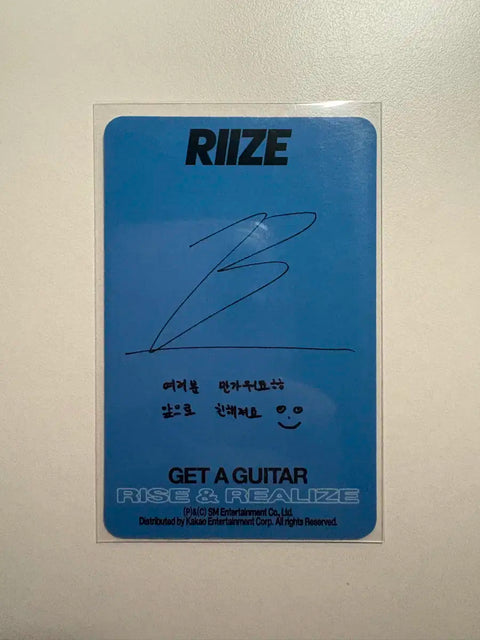 RIIZE
여러분 반가워요ㅎㅎ
앞으로 친해져요
GET A GUITAR
RISE & REALIZE
(P)&(C) SM Entertainment Co., Ltd.
Distributed by Kakao Entertainment Corp. All rights Reserved.